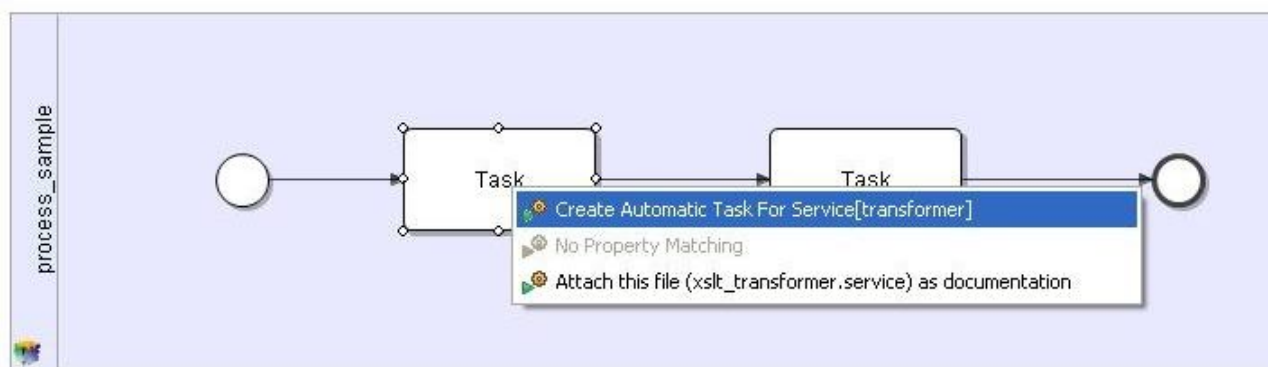 process_sample
Task
Task
Create Automatic Task For Service[transformer]
No Property Matching
Attach this file (xslt_transformer.service) as documentation